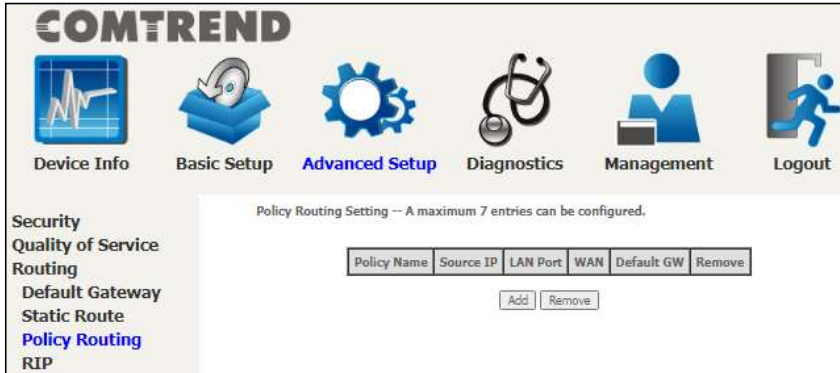 COMTREND
Device Info Basic Setup Advanced Setup Diagnostics Management Logout
Security
Quality of Service
Routing
Default Gateway
Static Route
Policy Routing
RIP
Policy Routing Setting -- A maximum 7 entries can be configured.
Policy Name Source IP LAN Port WAN Default GW Remove
Add Remove